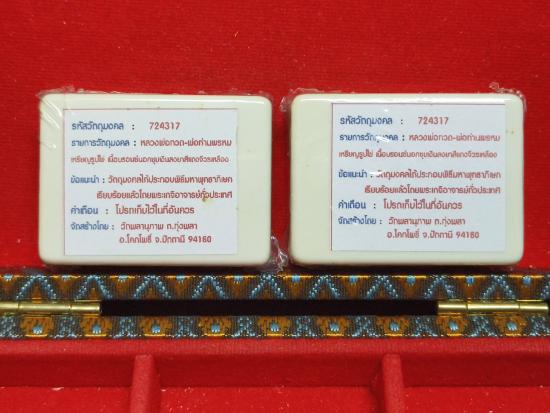 รหัสวัตถุมงคล : 724317
รายการวัตถุมงคล : หลวงพ่อทวด-พ่อท่านพรหม
เหรียญรูปไข่ เนื้อบรอนซ์นอกชุบเงินลงยาสีแดงจีวรเหลือง
ข้อแนะนำ : วัตถุมงคลได้ประกอบพิธีมหาพุทธาภิเษก
เรียบร้อยแล้วโดยพระเกจิอาจารย์ทั่วประเทศ
คำเตือน : โปรดเก็บไว้ในที่อันควร
จัดสร้างโดย : วัดพลานุภาพ ต.ทุ่งพลา
อ.โคกโพธิ์ จ.ปัตตานี 94180
รหัสวัตถุมงคล : 724317
รายการวัตถุมงคล : หลวงพ่อทวด-พ่อท่านพรหม
เหรียญรูปไข่ เนื้อบรอนซ์นอกชุบเงินลงยาสีแดงจีวรเหลือง
ข้อแนะนำ : วัตถุมงคลได้ประกอบพิธีมหาพุทธาภิเษก
เรียบร้อยแล้วโดยพระเกจิอาจารย์ทั่วประเทศ
คำเตือน : โปรดเก็บไว้ในที่อันควร
จัดสร้างโดย : วัดพลานุภาพ ต.ทุ่งพลา
อ.โคกโพธิ์ จ.ปัตตานี 94180